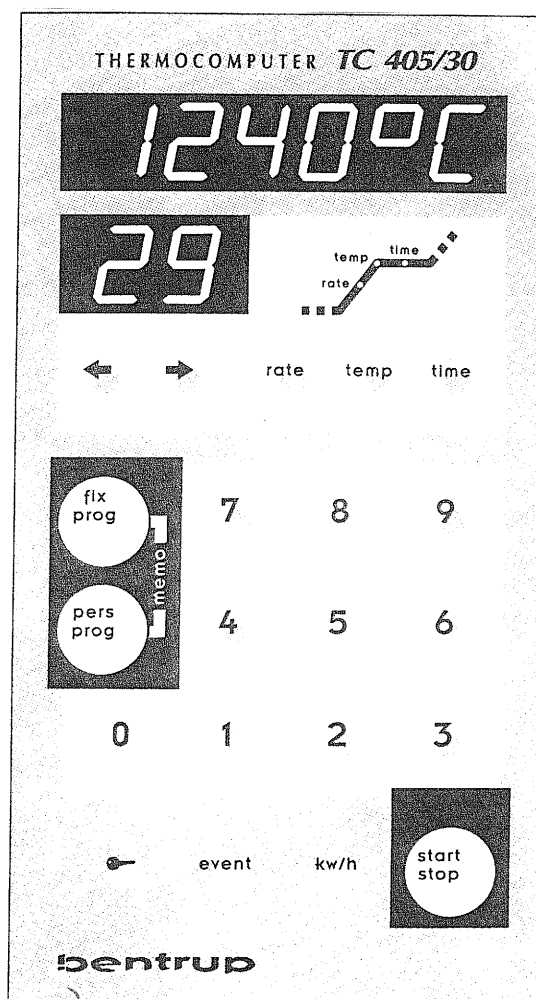 THERMOCOMPUTER TC 405/30
1240°C
29
time
temp
rate
rate temp time
fix
prog
7 8 9
memo
pers
prog
4 5 6
0 1 2 3
event kw/h
start
stop
bentrup